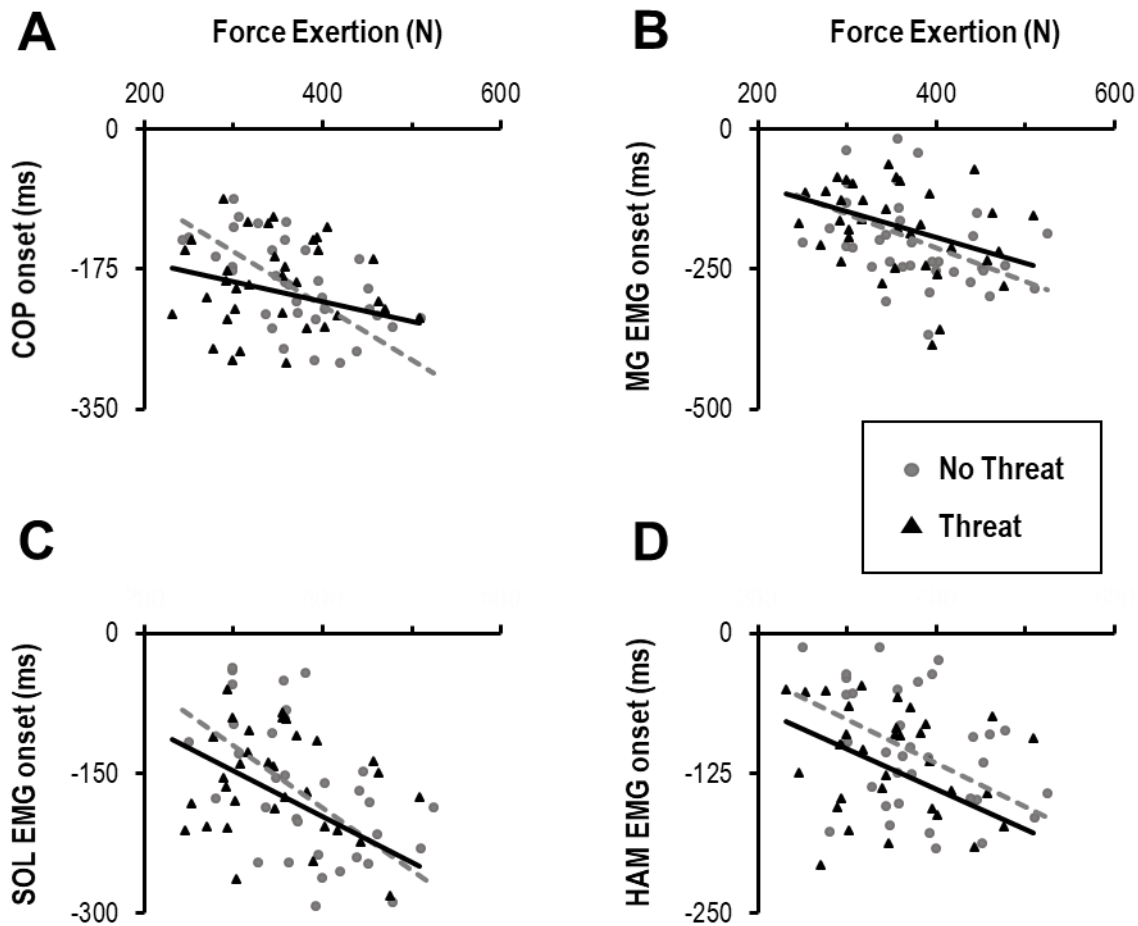 A
Force Exertion (N)
B
Force Exertion (N)
200 400 600
200 400 600
0
-175
-350
COP onset (ms)
0
-250
-500
MG EMG onset (ms)
No Threat
Threat
C
D
0
-150
-300
SOL EMG onset (ms)
0
-125
-250
HAM EMG onset (ms)